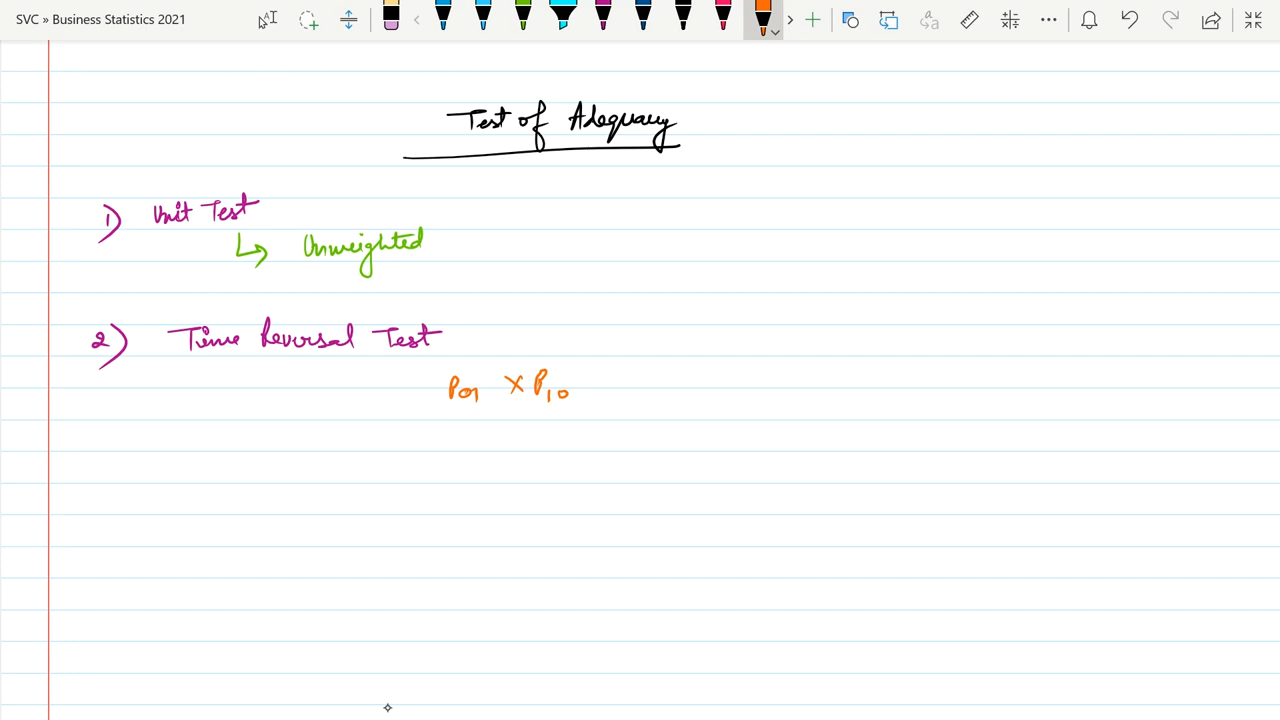 SVC » Business Statistics 2021
Test of Adequacy
1) Unit Test
↳ Unweighted
2) Time Reversal Test
P01 × P10